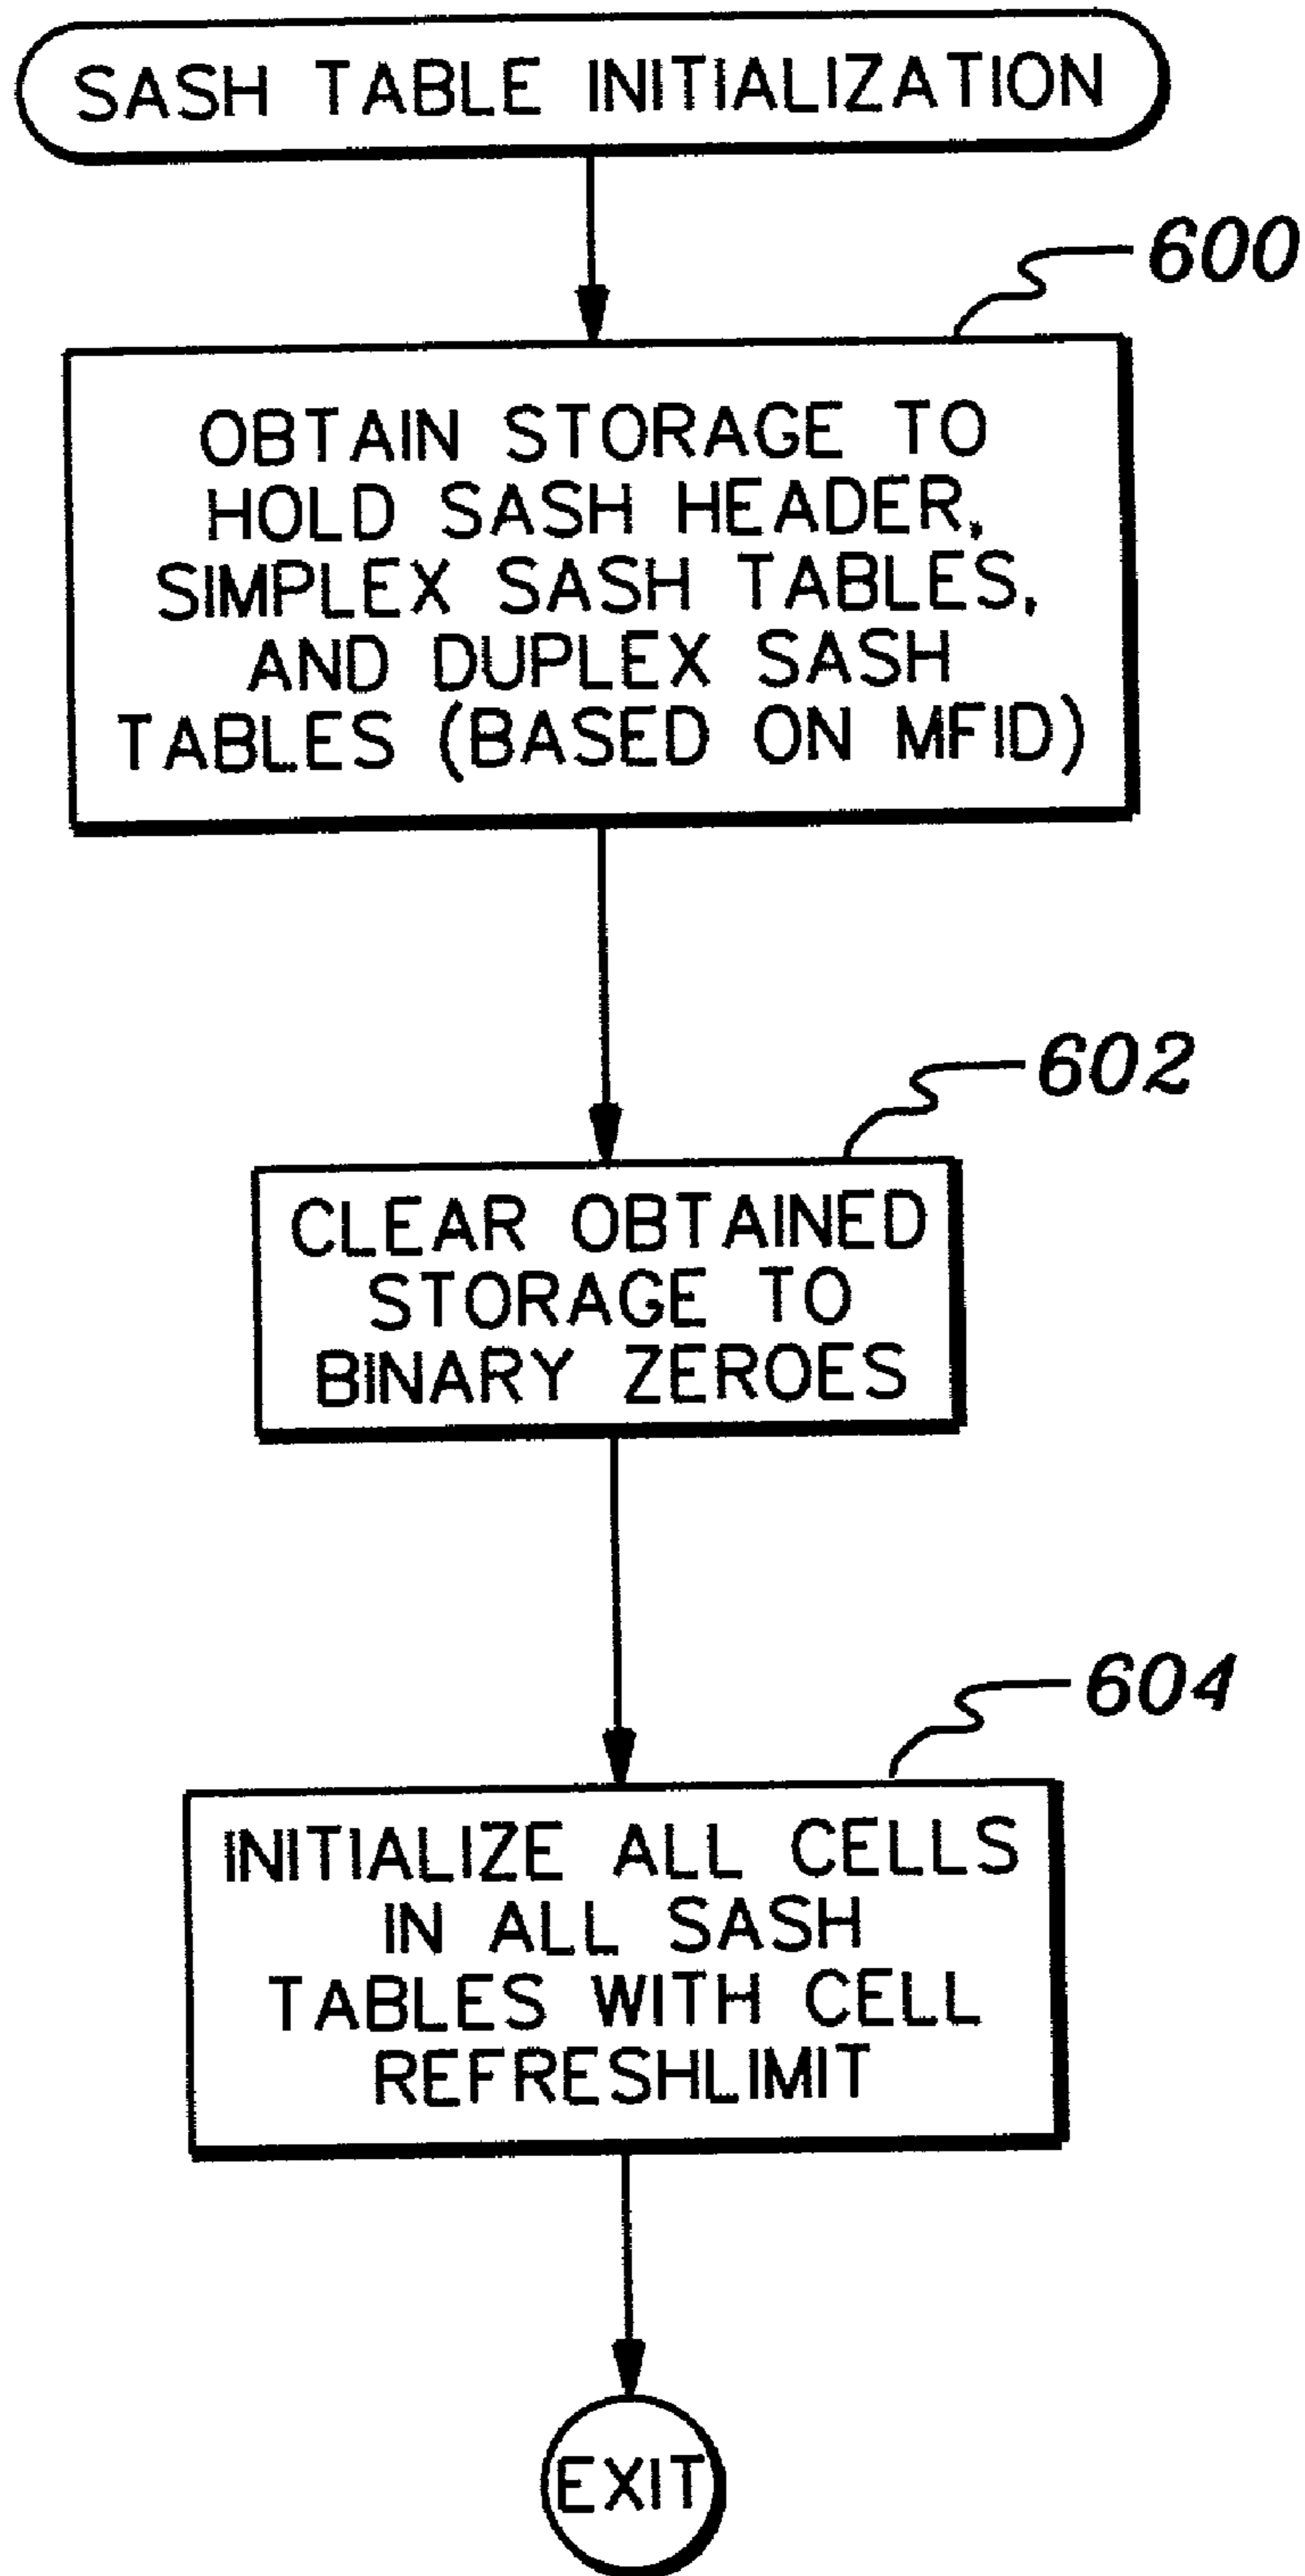 SASH TABLE INITIALIZATION
600
OBTAIN STORAGE TO
HOLD SASH HEADER,
SIMPLEX SASH TABLES,
AND DUPLEX SASH
TABLES (BASED ON MFID)
602
CLEAR OBTAINED
STORAGE TO
BINARY ZEROES
604
INITIALIZE ALL CELLS
IN ALL SASH
TABLES WITH CELL
REFRESHLIMIT
EXIT